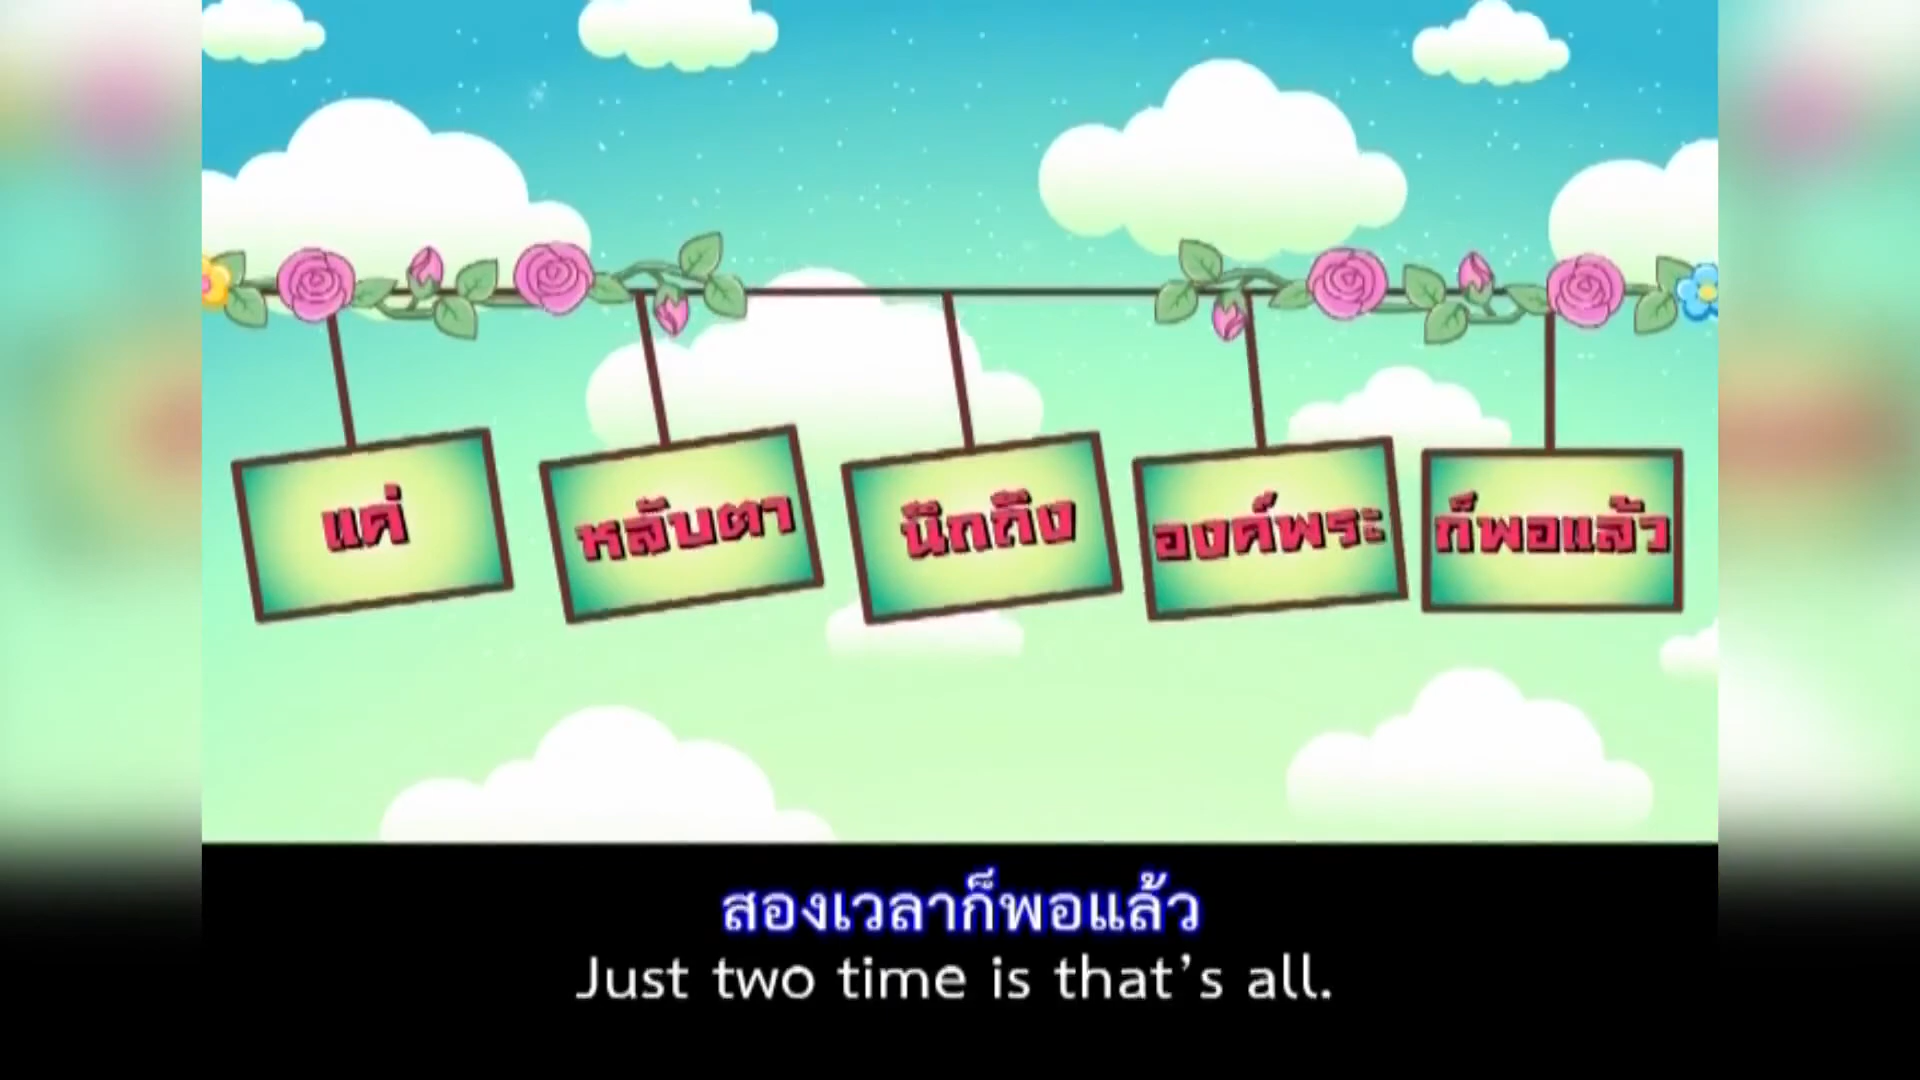 แค่ หลับตา นึกถึง องค์พระ ก็พอแล้ว
สองเวลาก็พอแล้ว
Just two time is that's all.